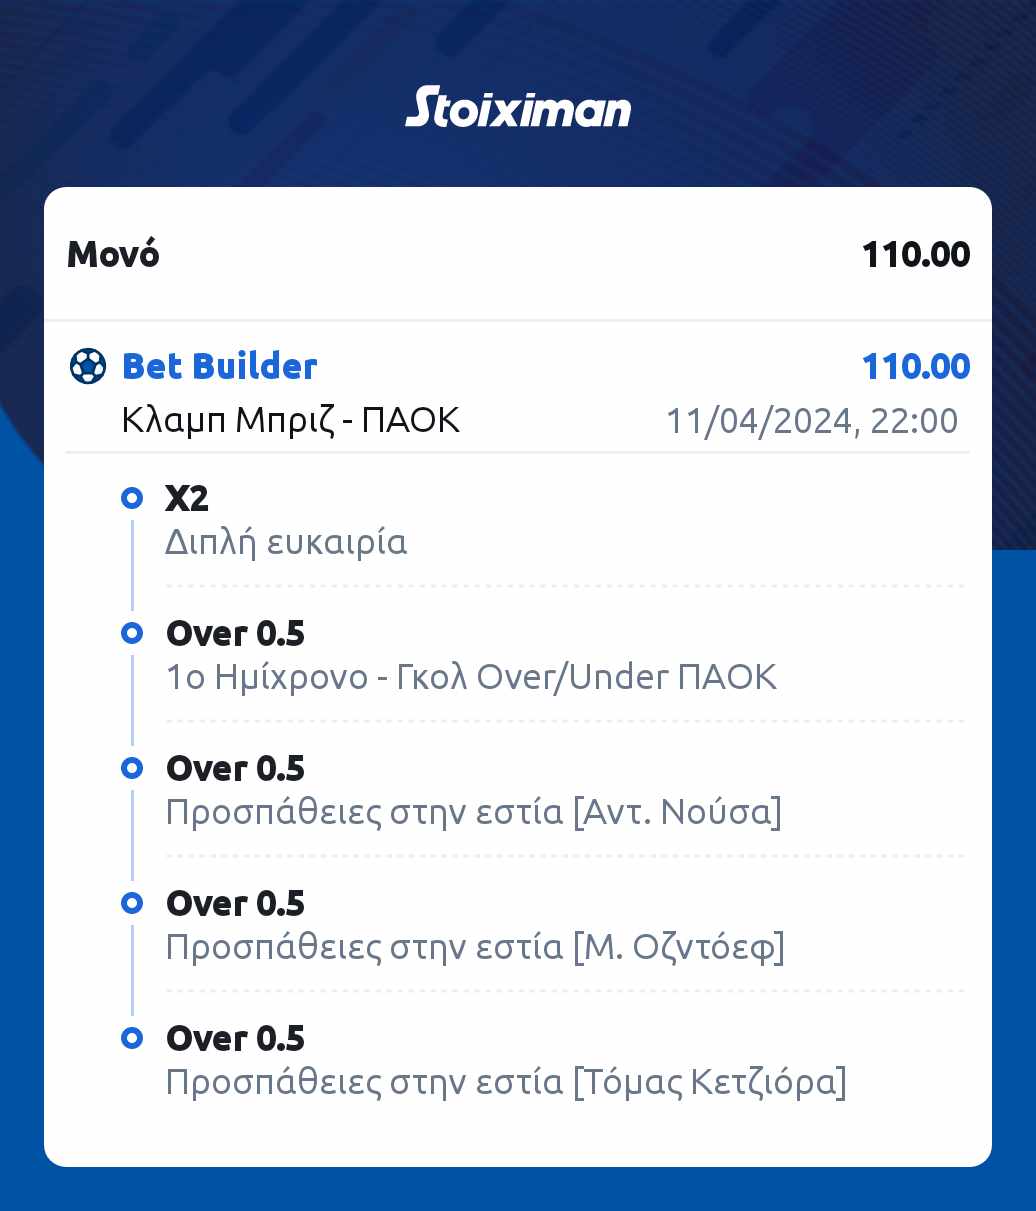 Stoiximan
Μονό 110.00
Bet Builder 110.00
Κλαμπ Μπριζ - ΠΑΟΚ 11/04/2024, 22:00
X2
Διπλή ευκαιρία
Over 0.5
1ο Ημίχρονο - Γκολ Over/Under ΠΑΟΚ
Over 0.5
Προσπάθειες στην εστία [Αντ. Νούσα]
Over 0.5
Προσπάθειες στην εστία [Μ. Οζντόεφ]
Over 0.5
Προσπάθειες στην εστία [Τόμας Κετζιόρα]